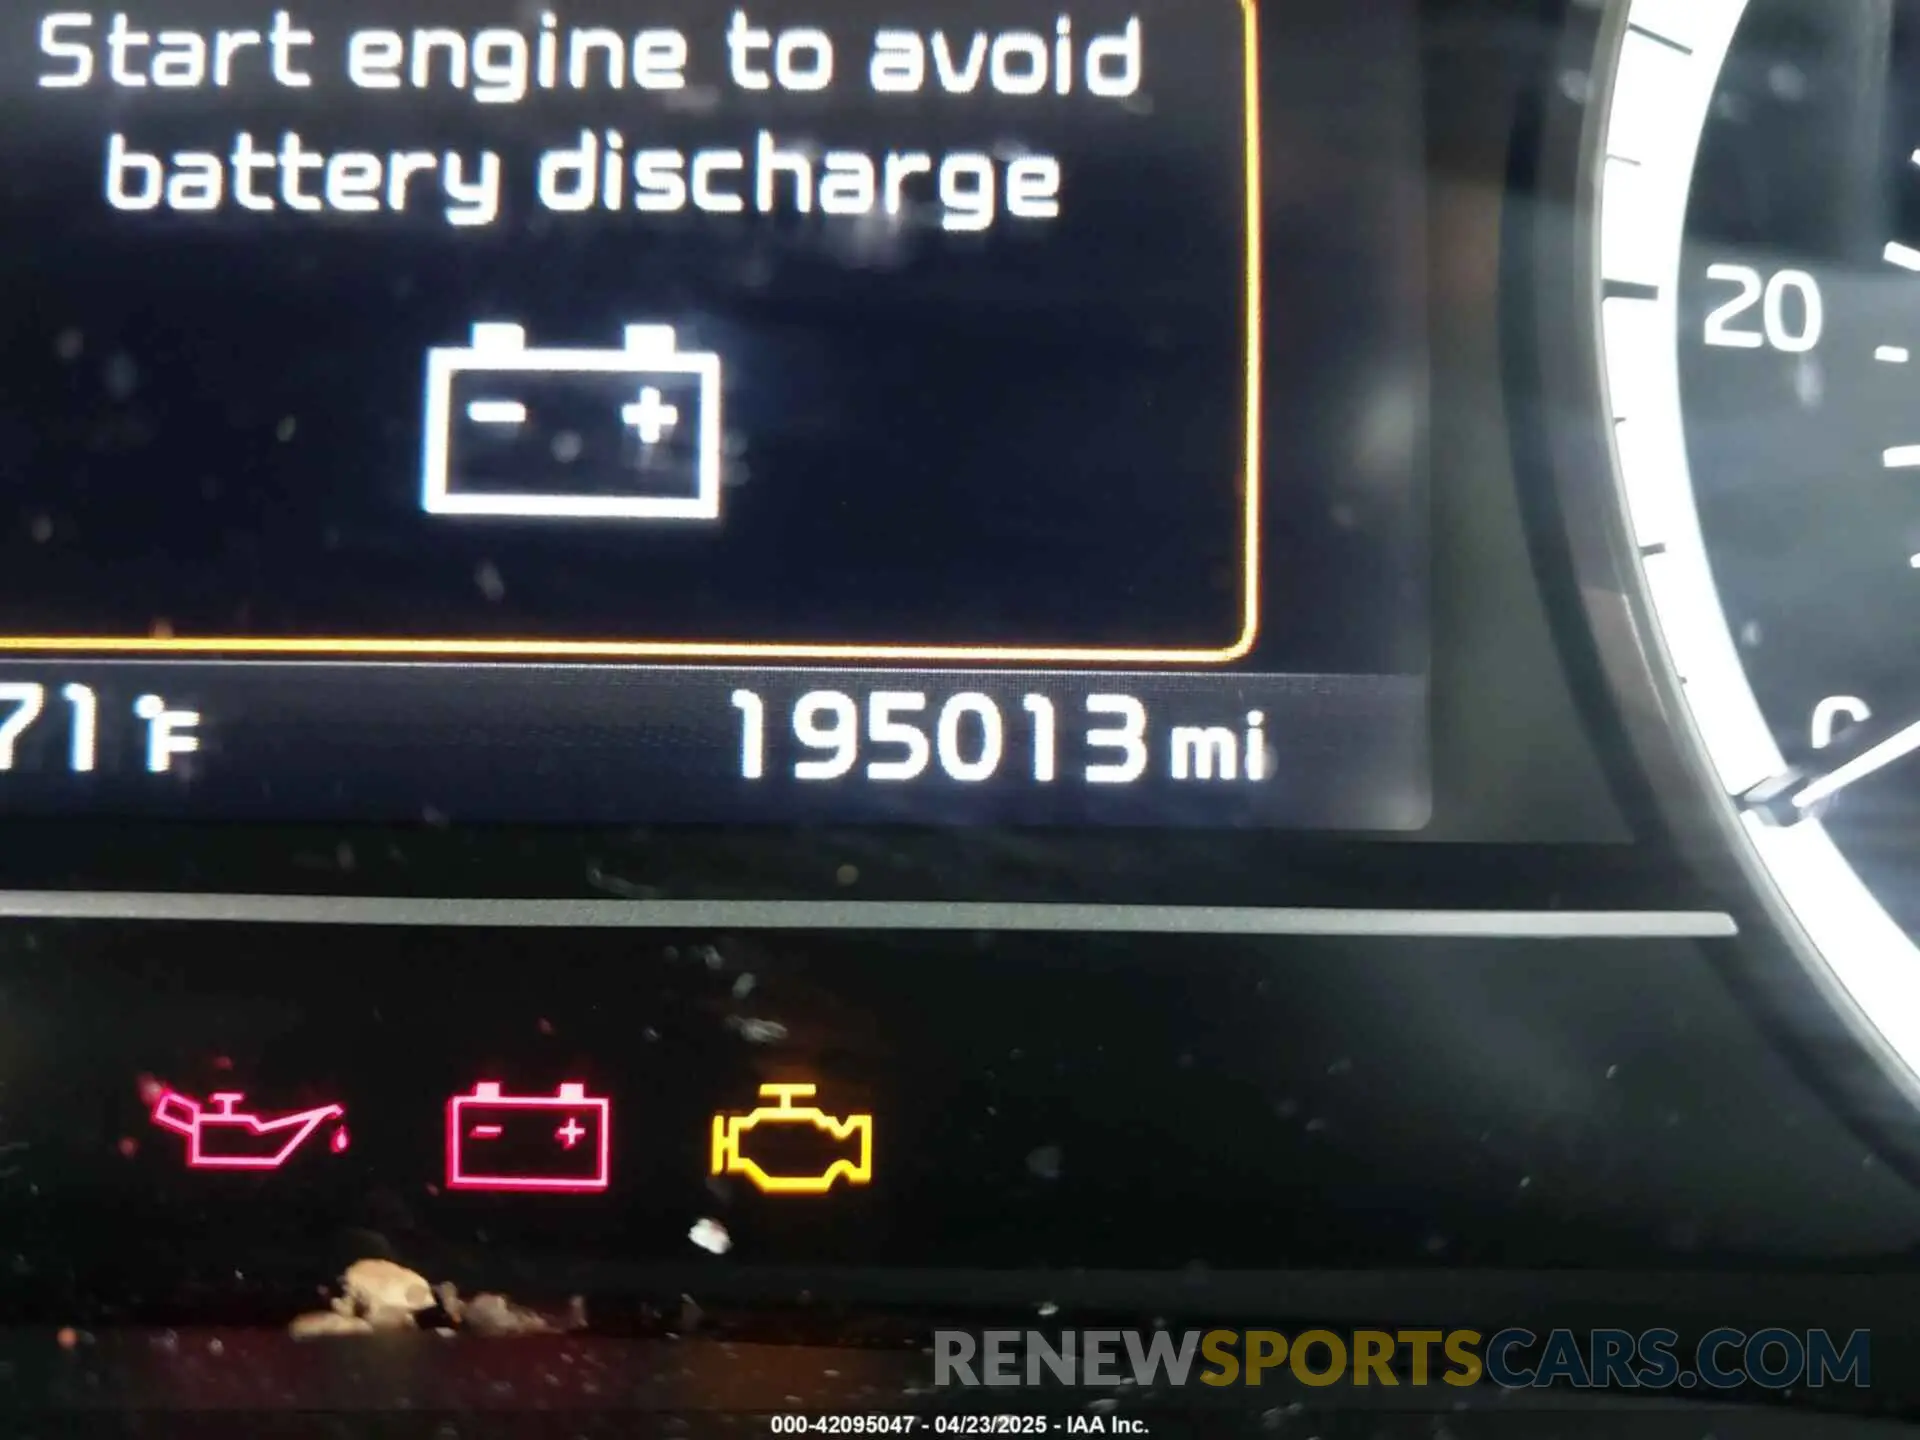 Start engine to avoid
battery discharge
- +
71 °F
195013 mi
20
0
- +
RENEWSPORTSCARS.COM
000-42095047 - 04/23/2025 - IAA Inc.